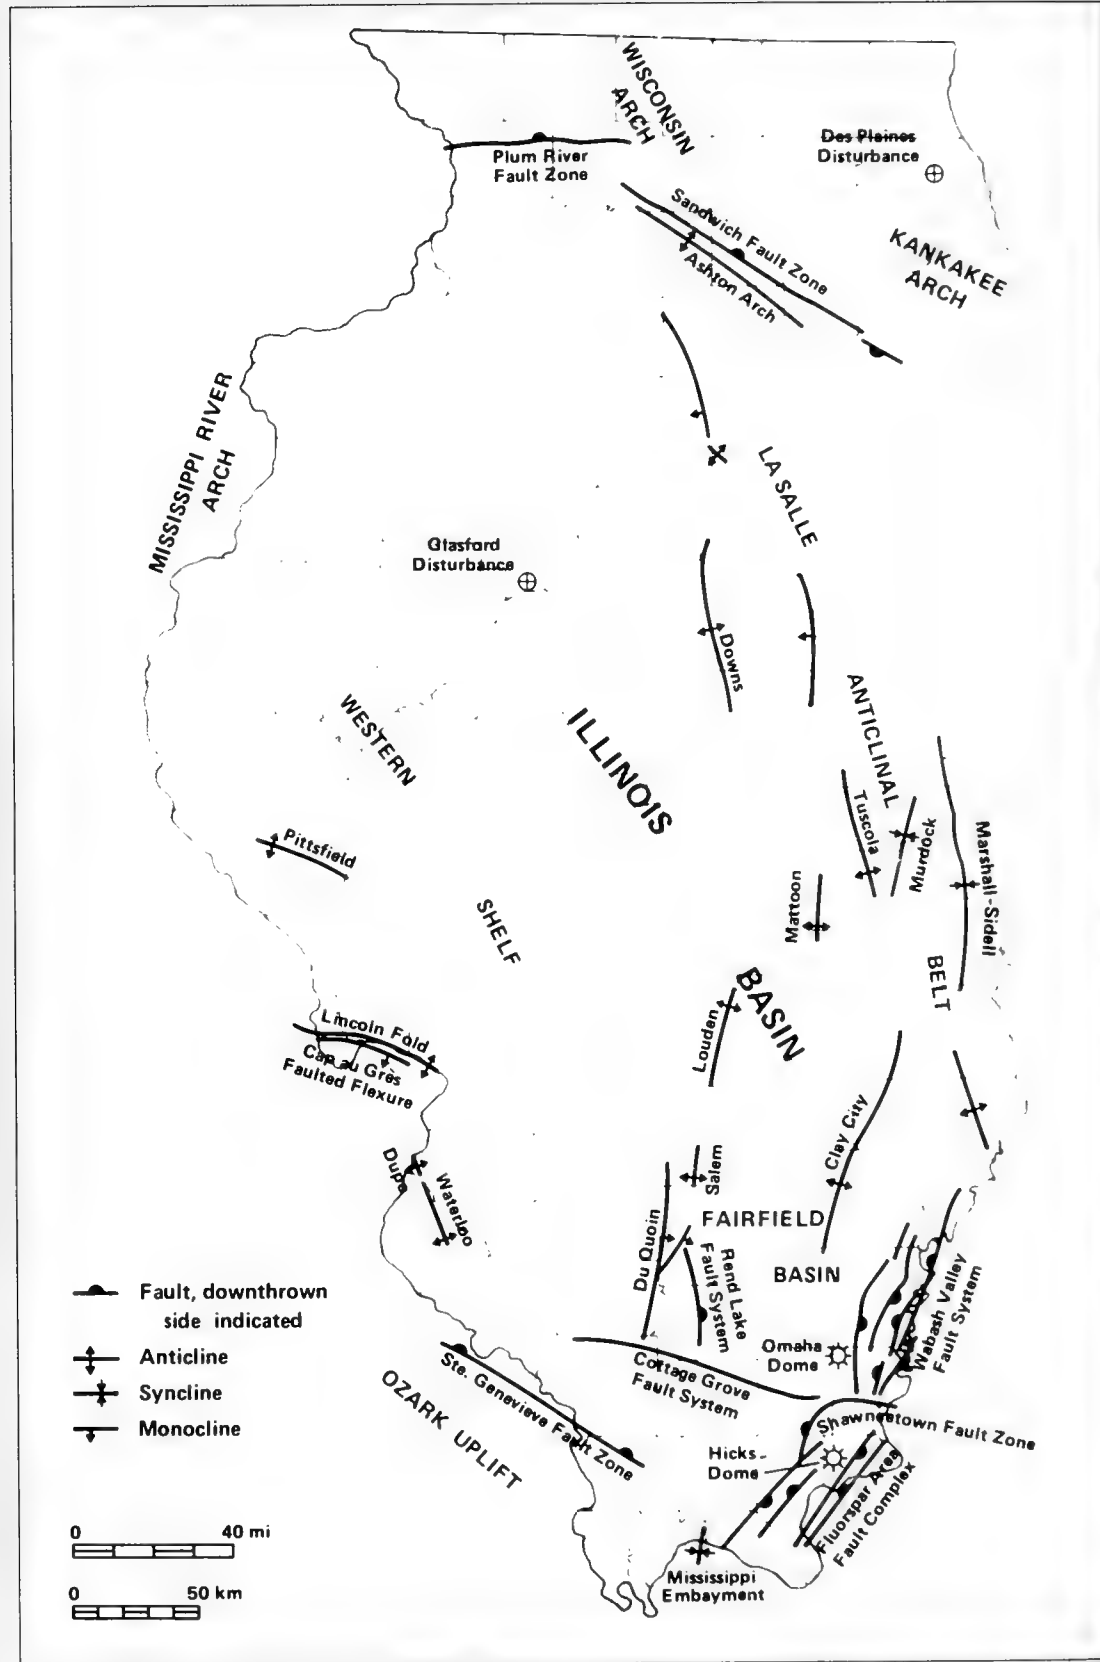 WISCONSIN
ARCH
Des Plaines
Disturbance
Plum River
Fault Zone
Sandwich Fault Zone
Ashton Arch
KANKAKEE
ARCH
MISSISSIPPI RIVER
ARCH
LA SALLE
Glasford
Disturbance
Downs
ANTICLINAL
WESTERN
ILLINOIS
Tuscola
Murdock
Marshall-Sidell
Pittsfield
Mattoon
SHELF
BELT
BASIN
Louden
Lincoln Fold
Cap au Grès
Faulted Flexure
Clay City
Dupo
Waterloo
Salem
FAIRFIELD
BASIN
Du Quoin
Rend Lake
Fault System
Wabash Valley
Fault System
Omaha
Dome
Cottage Grove
Fault System
Ste. Genevieve Fault Zone
OZARK UPLIFT
Shawneetown Fault Zone
Hicks
Dome
Fluorspar Area
Fault Complex
Mississippi
Embayment
Fault, downthrown
side indicated
Anticline
Syncline
Monocline
0 40 mi
0 50 km